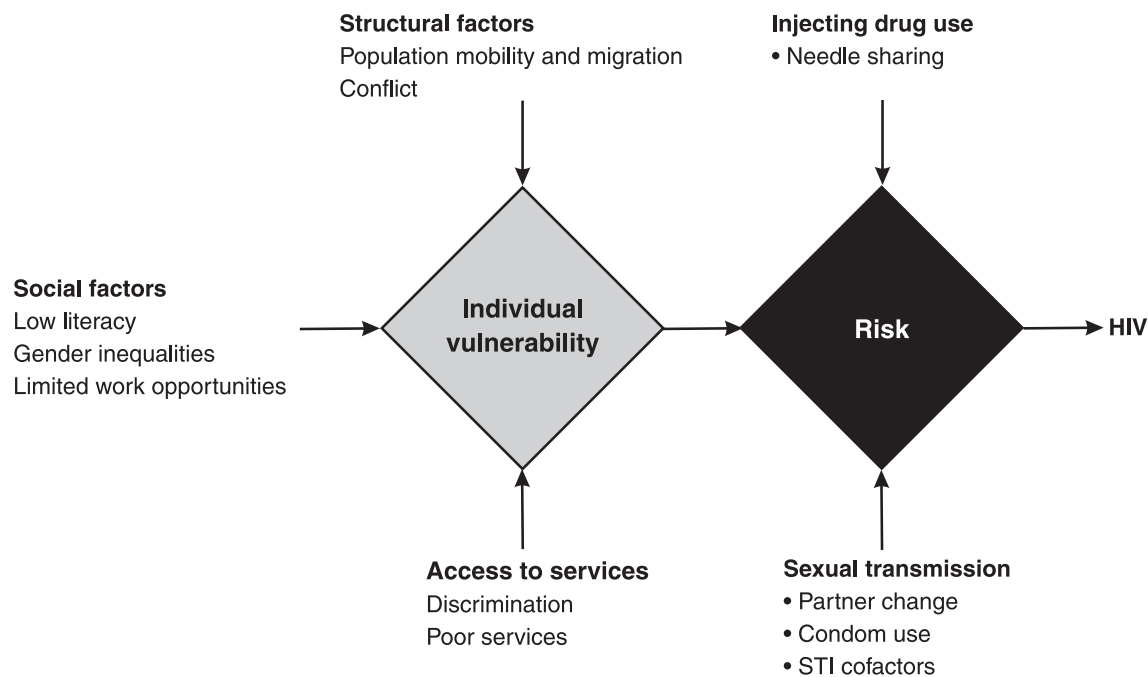 Structural factors
Population mobility and migration
Conflict
Injecting drug use
• Needle sharing
Social factors
Low literacy
Gender inequalities
Limited work opportunities
Individual
vulnerability
Risk
HIV
Access to services
Discrimination
Poor services
Sexual transmission
• Partner change
• Condom use
• STI cofactors